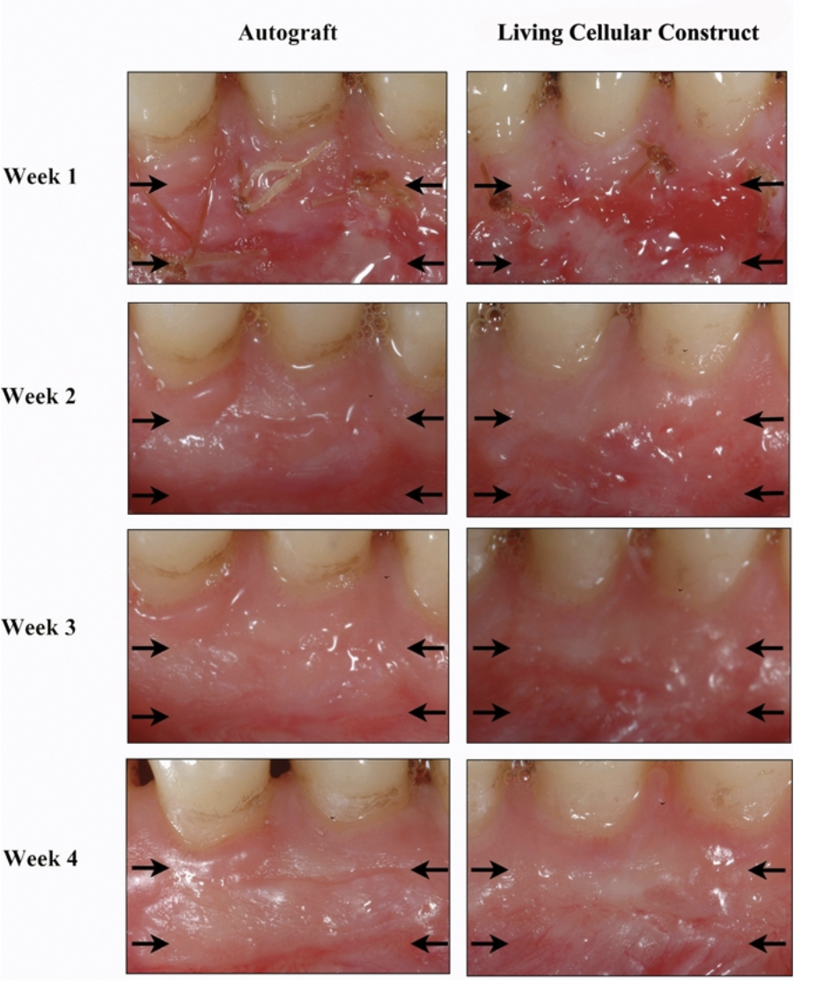 Autograft
Living Cellular Construct
Week 1
Week 2
Week 3
Week 4